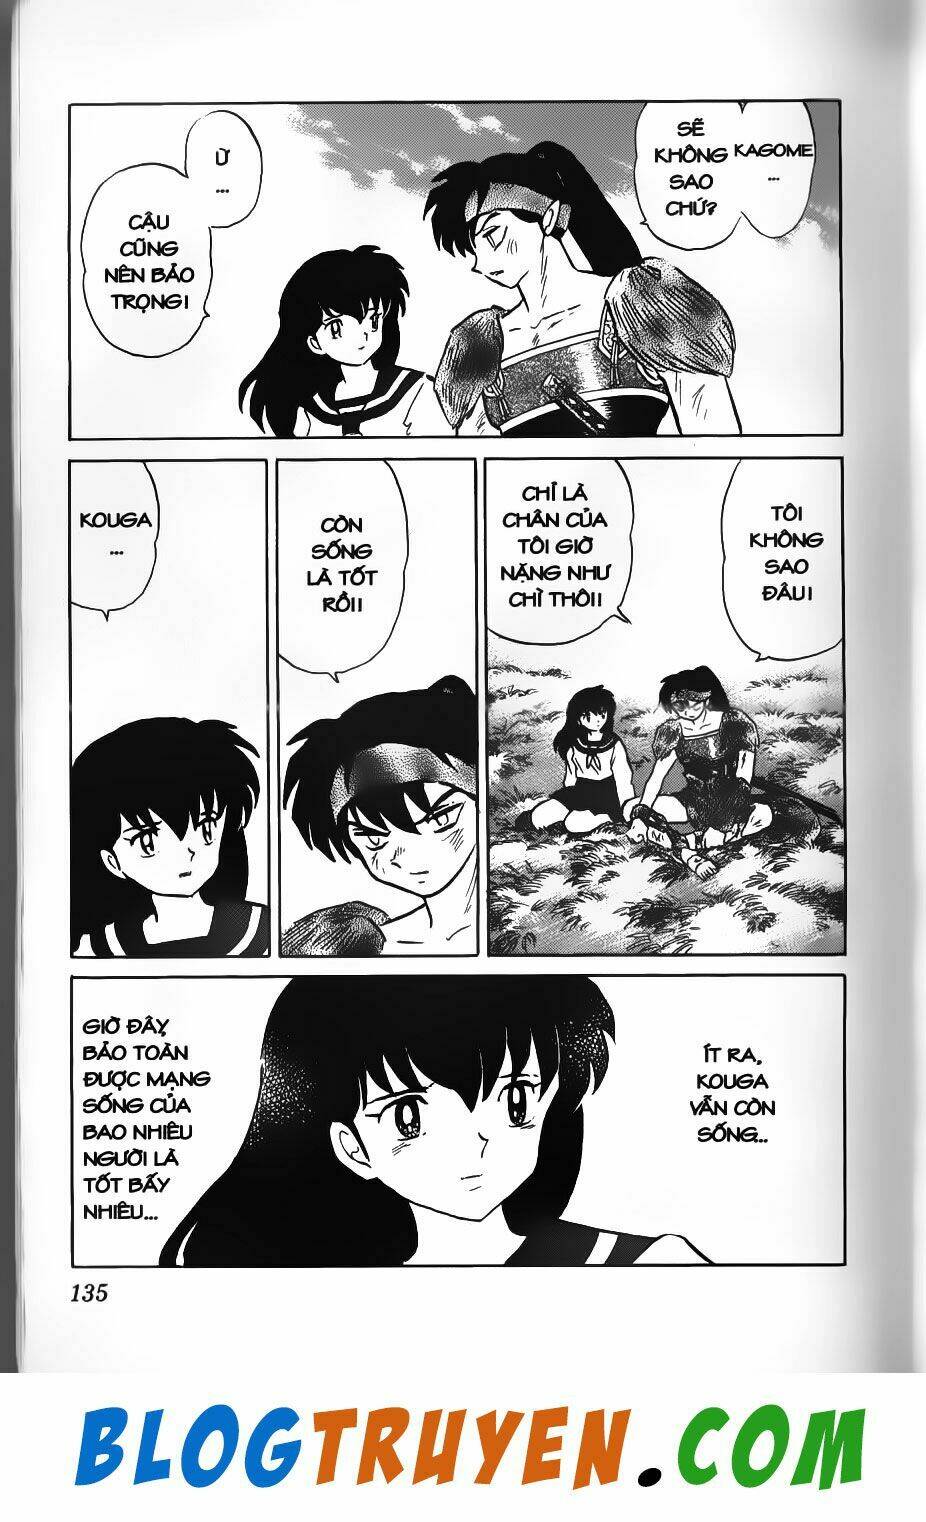 KAGOME
...
SẼ
KHÔNG
SAO
CHỨ?
Ừ
...
CẬU
CŨNG
NÊN BẢO
TRỌNG!
TÔI
KHÔNG
SAO
ĐÂU!
CHỈ LÀ
CHÂN CỦA
TÔI GIỜ
NẶNG NHƯ
CHÌ THÔI!
CÒN
SỐNG
LÀ TỐT
RỒI!
KOUGA
...
ÍT RA,
KOUGA
VẪN CÒN
SỐNG...
GIỜ ĐÂY,
BẢO TOÀN
ĐƯỢC MẠNG
SỐNG CỦA
BAO NHIÊU
NGƯỜI LÀ
TỐT BẤY
NHIÊU...
135
BLOGTRUYEN.COM